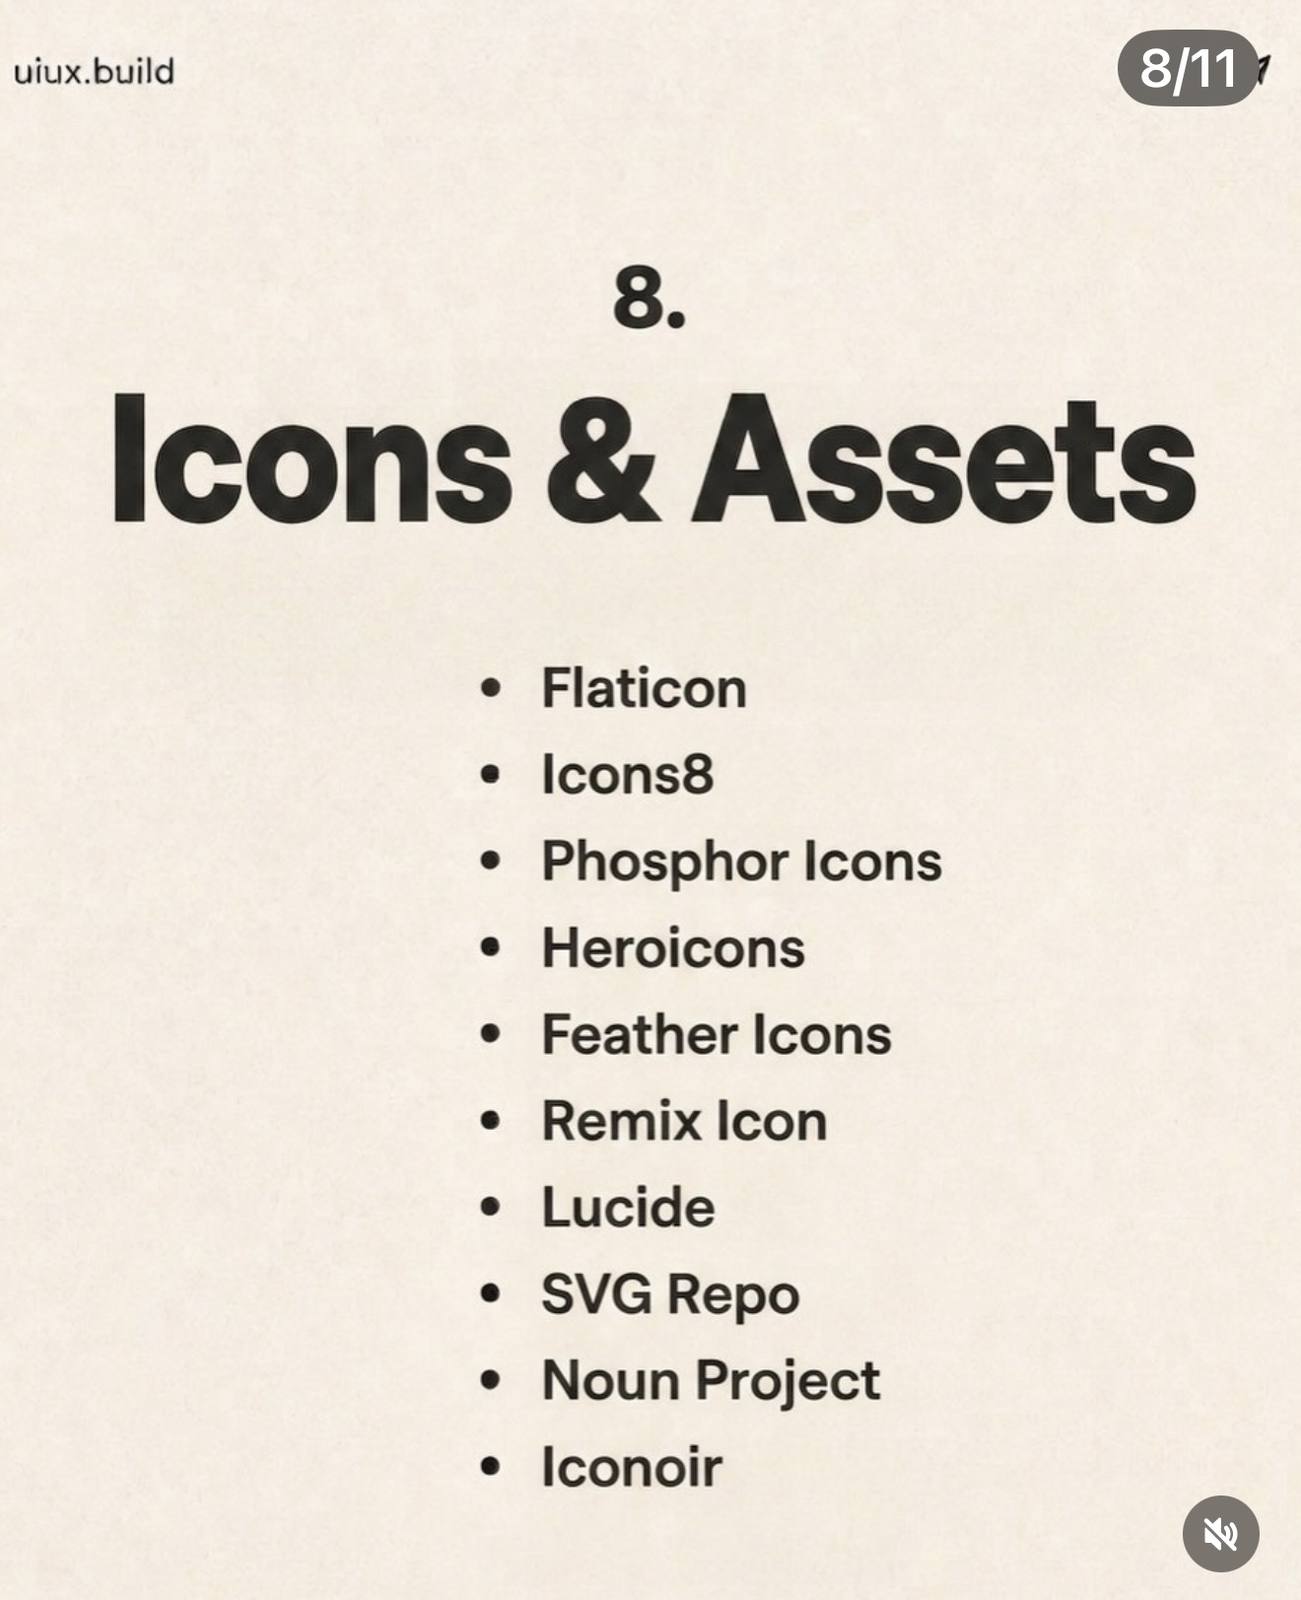 uiux.build
8/11
8.
Icons & Assets
• Flaticon
• Icons8
• Phosphor Icons
• Heroicons
• Feather Icons
• Remix Icon
• Lucide
• SVG Repo
• Noun Project
• Iconoir